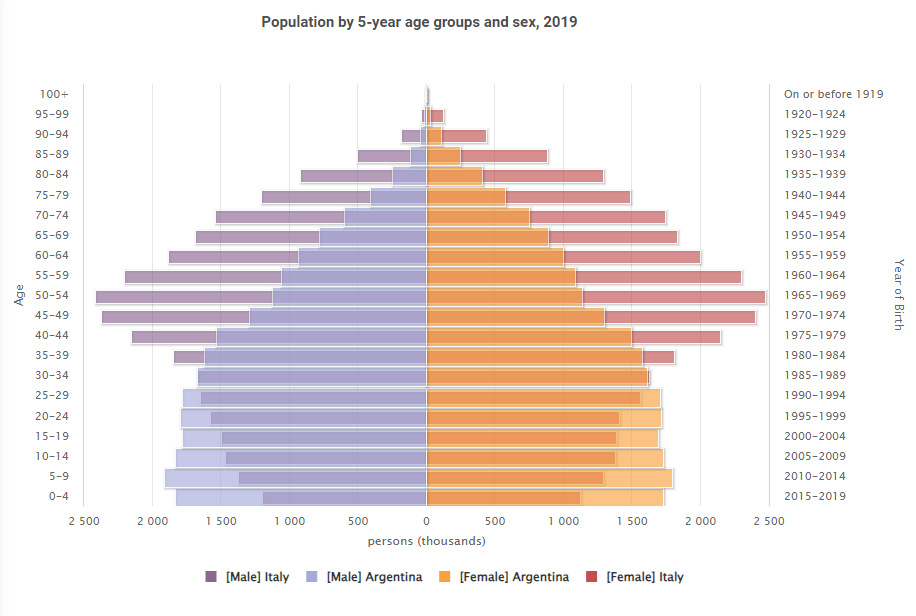 Population by 5-year age groups and sex, 2019
100+ On or before 1919
95-99 1920-1924
90-94 1925-1929
85-89 1930-1934
80-84 1935-1939
75-79 1940-1944
70-74 1945-1949
65-69 1950-1954
60-64 1955-1959
55-59 1960-1964
50-54 1965-1969
45-49 1970-1974
40-44 1975-1979
35-39 1980-1984
30-34 1985-1989
25-29 1990-1994
20-24 1995-1999
15-19 2000-2004
10-14 2005-2009
5-9 2010-2014
0-4 2015-2019
Age
Year of Birth
2 500 2 000 1 500 1 000 500 0 500 1 000 1 500 2 000 2 500
persons (thousands)
[Male] Italy [Male] Argentina [Female] Argentina [Female] Italy